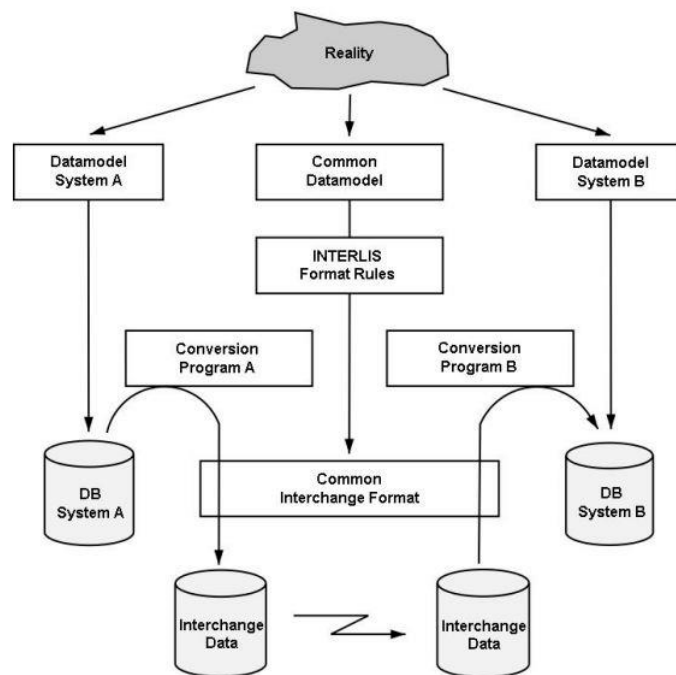 Reality
Datamodel
System A
Common
Datamodel
Datamodel
System B
INTERLIS
Format Rules
Conversion
Program A
Conversion
Program B
DB
System A
Common
Interchange Format
DB
System B
Interchange
Data
Interchange
Data